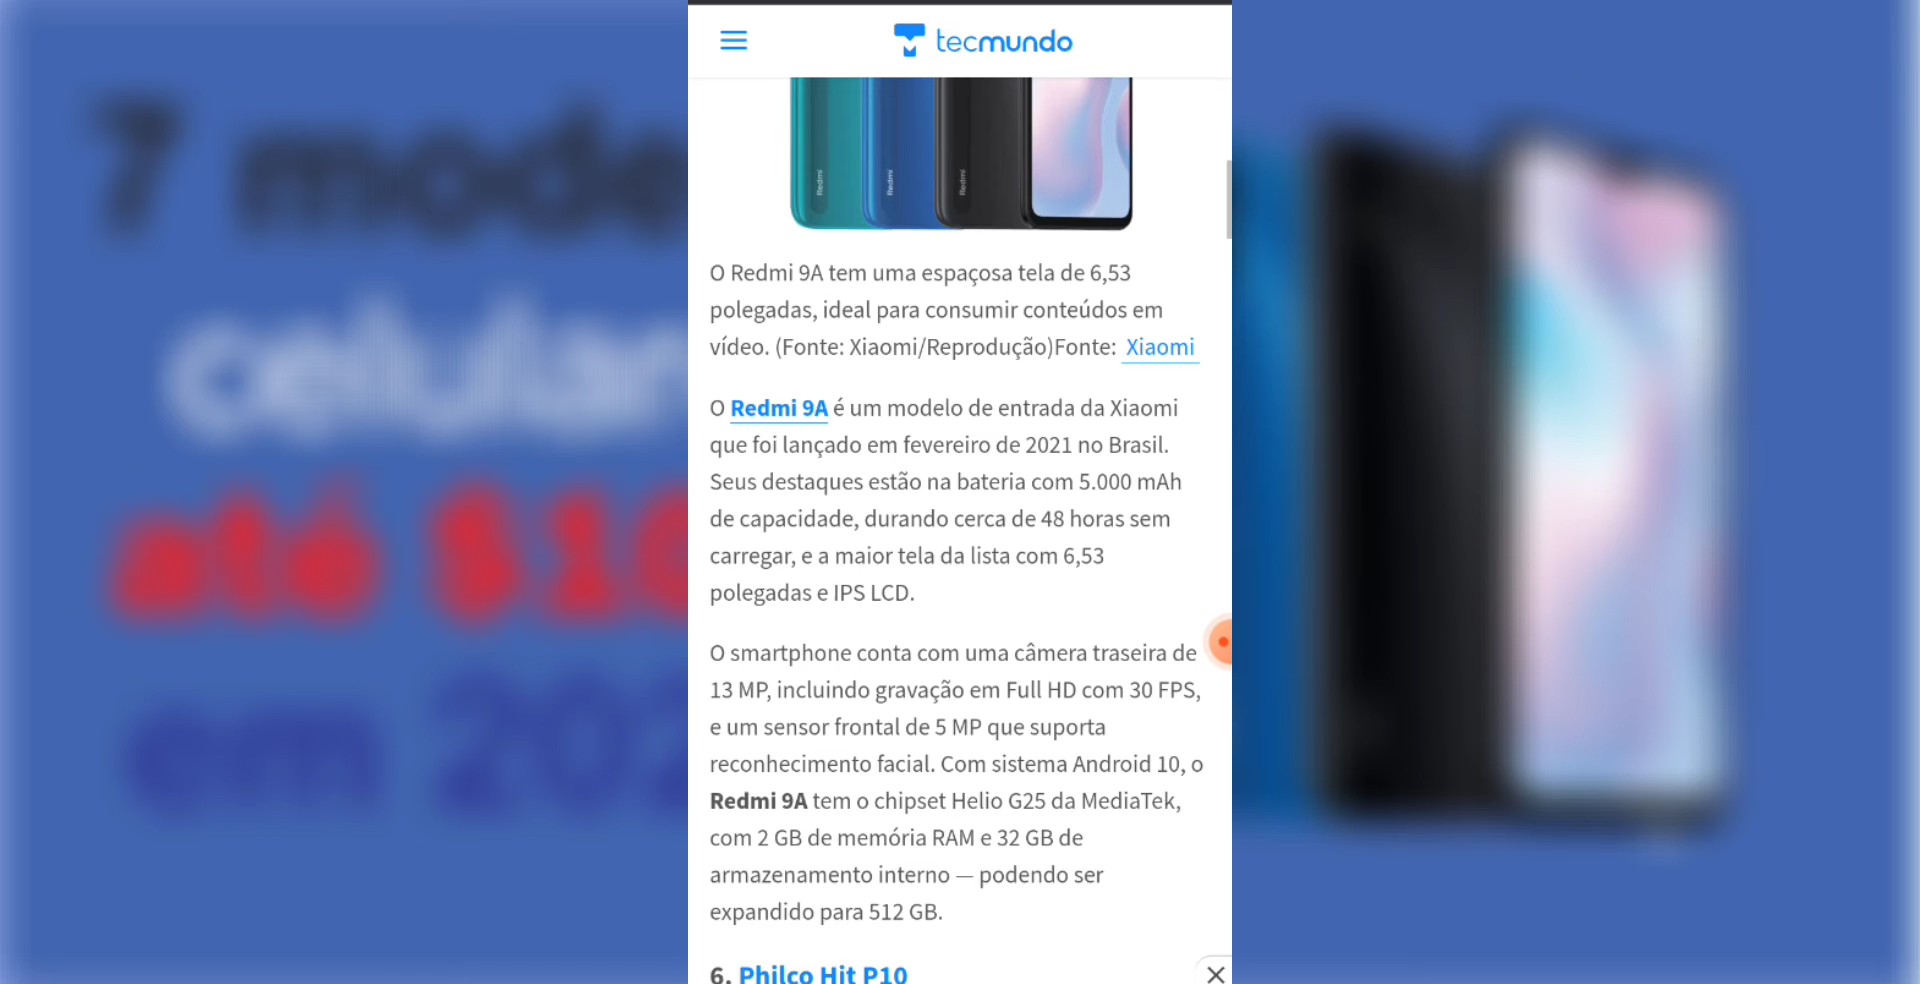 tecmundo
Redmi
Redmi
Redmi
O Redmi 9A tem uma espaçosa tela de 6,53
polegadas, ideal para consumir conteúdos em
vídeo. (Fonte: Xiaomi/Reprodução)Fonte: Xiaomi
O Redmi 9A é um modelo de entrada da Xiaomi
que foi lançado em fevereiro de 2021 no Brasil.
Seus destaques estão na bateria com 5.000 mAh
de capacidade, durando cerca de 48 horas sem
carregar, e a maior tela da lista com 6,53
polegadas e IPS LCD.
O smartphone conta com uma câmera traseira de
13 MP, incluindo gravação em Full HD com 30 FPS,
e um sensor frontal de 5 MP que suporta
reconhecimento facial. Com sistema Android 10, o
Redmi 9A tem o chipset Helio G25 da MediaTek,
com 2 GB de memória RAM e 32 GB de
armazenamento interno — podendo ser
expandido para 512 GB.
6. Philco Hit P10
7
até
em